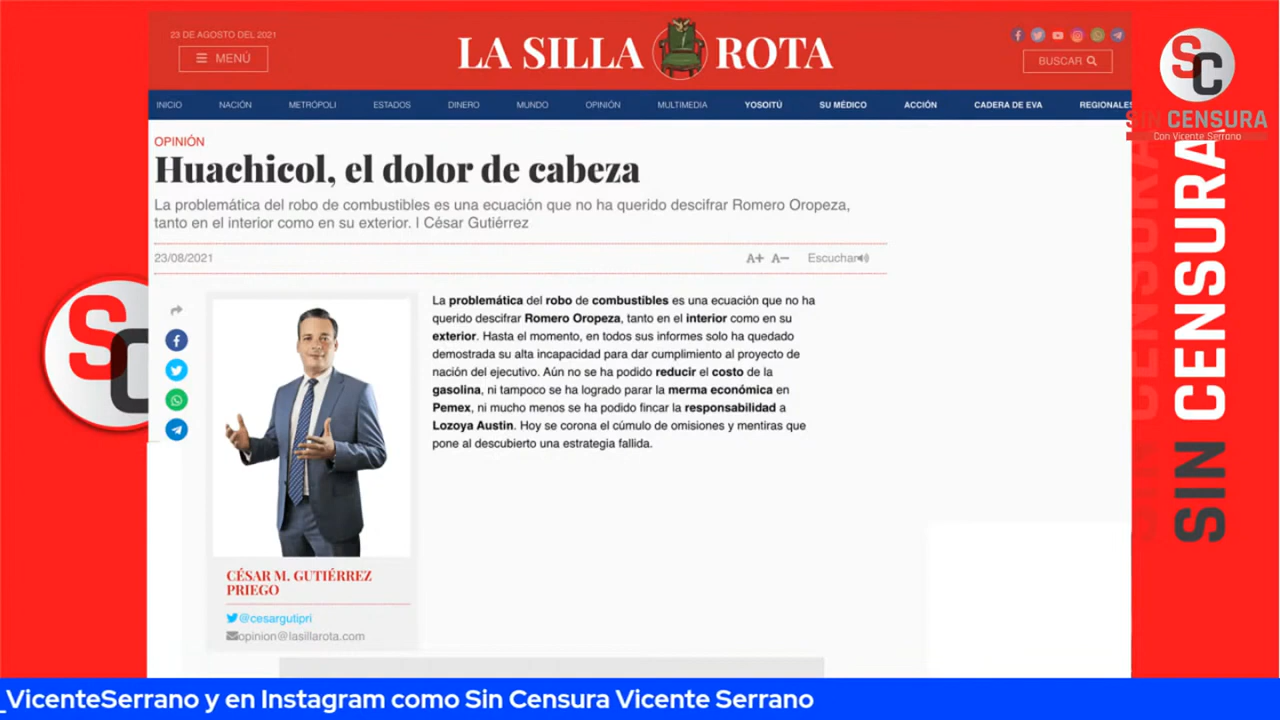 23 DE AGOSTO DEL 2021
MENÚ
LA SILLA ROTA
BUSCAR
INICIO NACIÓN METRÓPOLI ESTADOS DINERO MUNDO OPINIÓN MULTIMEDIA YOSOITÚ SU MÉDICO ACCIÓN CADERA DE EVA REGIONALES
SC
SIN CENSURA
Con Vicente Serrano
OPINIÓN
Huachicol, el dolor de cabeza
La problemática del robo de combustibles es una ecuación que no ha querido descifrar Romero Oropeza,
tanto en el interior como en su exterior. | César Gutiérrez
23/08/2021
A+ A− Escuchar
La problemática del robo de combustibles es una ecuación que no ha
querido descifrar Romero Oropeza, tanto en el interior como en su
exterior. Hasta el momento, en todos sus informes solo ha quedado
demostrada su alta incapacidad para dar cumplimiento al proyecto de
nación del ejecutivo. Aún no se ha podido reducir el costo de la
gasolina, ni tampoco se ha logrado parar la merma económica en
Pemex, ni mucho menos se ha podido fincar la responsabilidad a
Lozoya Austin. Hoy se corona el cúmulo de omisiones y mentiras que
pone al descubierto una estrategia fallida.
CÉSAR M. GUTIÉRREZ
PRIEGO
@cesargutipri
opinion@lasillarota.com
SC
SIN CENSURA
SIN CENSURA
_VicenteSerrano y en Instagram como Sin Censura Vicente Serrano